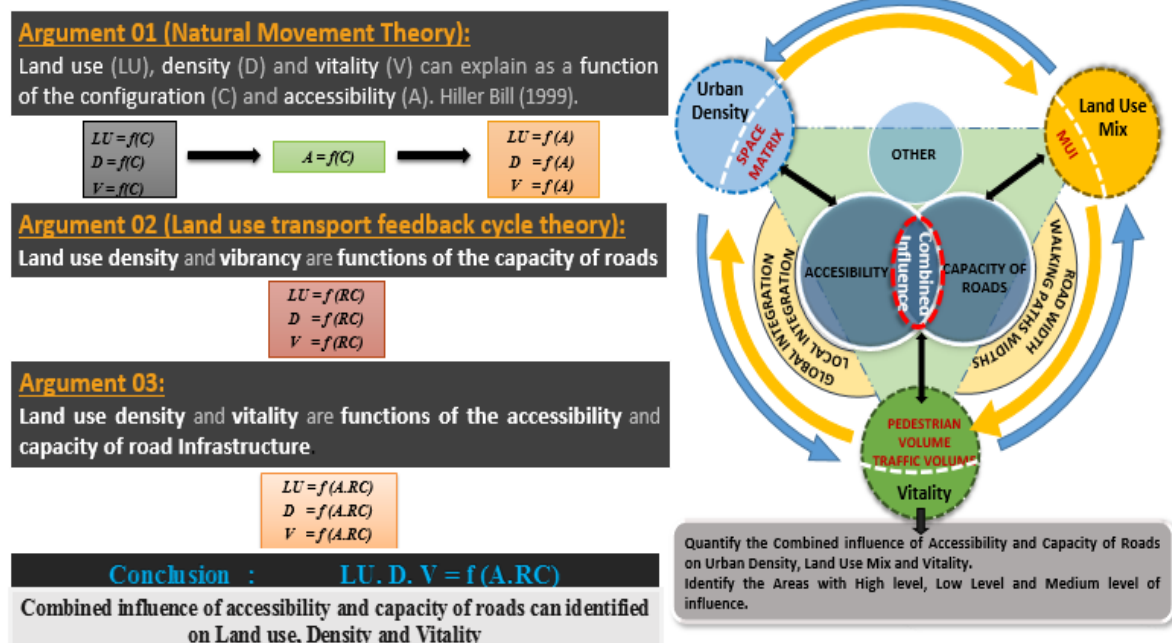 Argument 01 (Natural Movement Theory):
Land use (LU), density (D) and vitality (V) can explain as a function
of the configuration (C) and accessibility (A). Hiller Bill (1999).
LU = f(C)
D = f(C)
V = f(C)
A = f(C)
LU = f(A)
D = f(A)
V = f(A)
Argument 02 (Land use transport feedback cycle theory):
Land use density and vibrancy are functions of the capacity of roads
LU = f (RC)
D = f (RC)
V = f (RC)
Argument 03:
Land use density and vitality are functions of the accessibility and
capacity of road Infrastructure.
LU = f (A.RC)
D = f (A.RC)
V = f (A.RC)
Conclusion : LU. D. V = f (A.RC)
Combined influence of accessibility and capacity of roads can identified
on Land use, Density and Vitality
Urban
Density
SPACE
MATRIX
OTHER
Land Use
Mix
MUI
ACCESIBILITY
Combined
Influence
CAPACITY OF
ROADS
GLOBAL INTEGRATION
LOCAL INTEGRATION
ROAD WIDTH
WALKING PATHS WIDTHS
PEDESTRIAN
VOLUME
TRAFFIC VOLUME
Vitality
Quantify the Combined influence of Accessibility and Capacity of Roads
on Urban Density, Land Use Mix and Vitality.
Identify the Areas with High level, Low Level and Medium level of
influence.